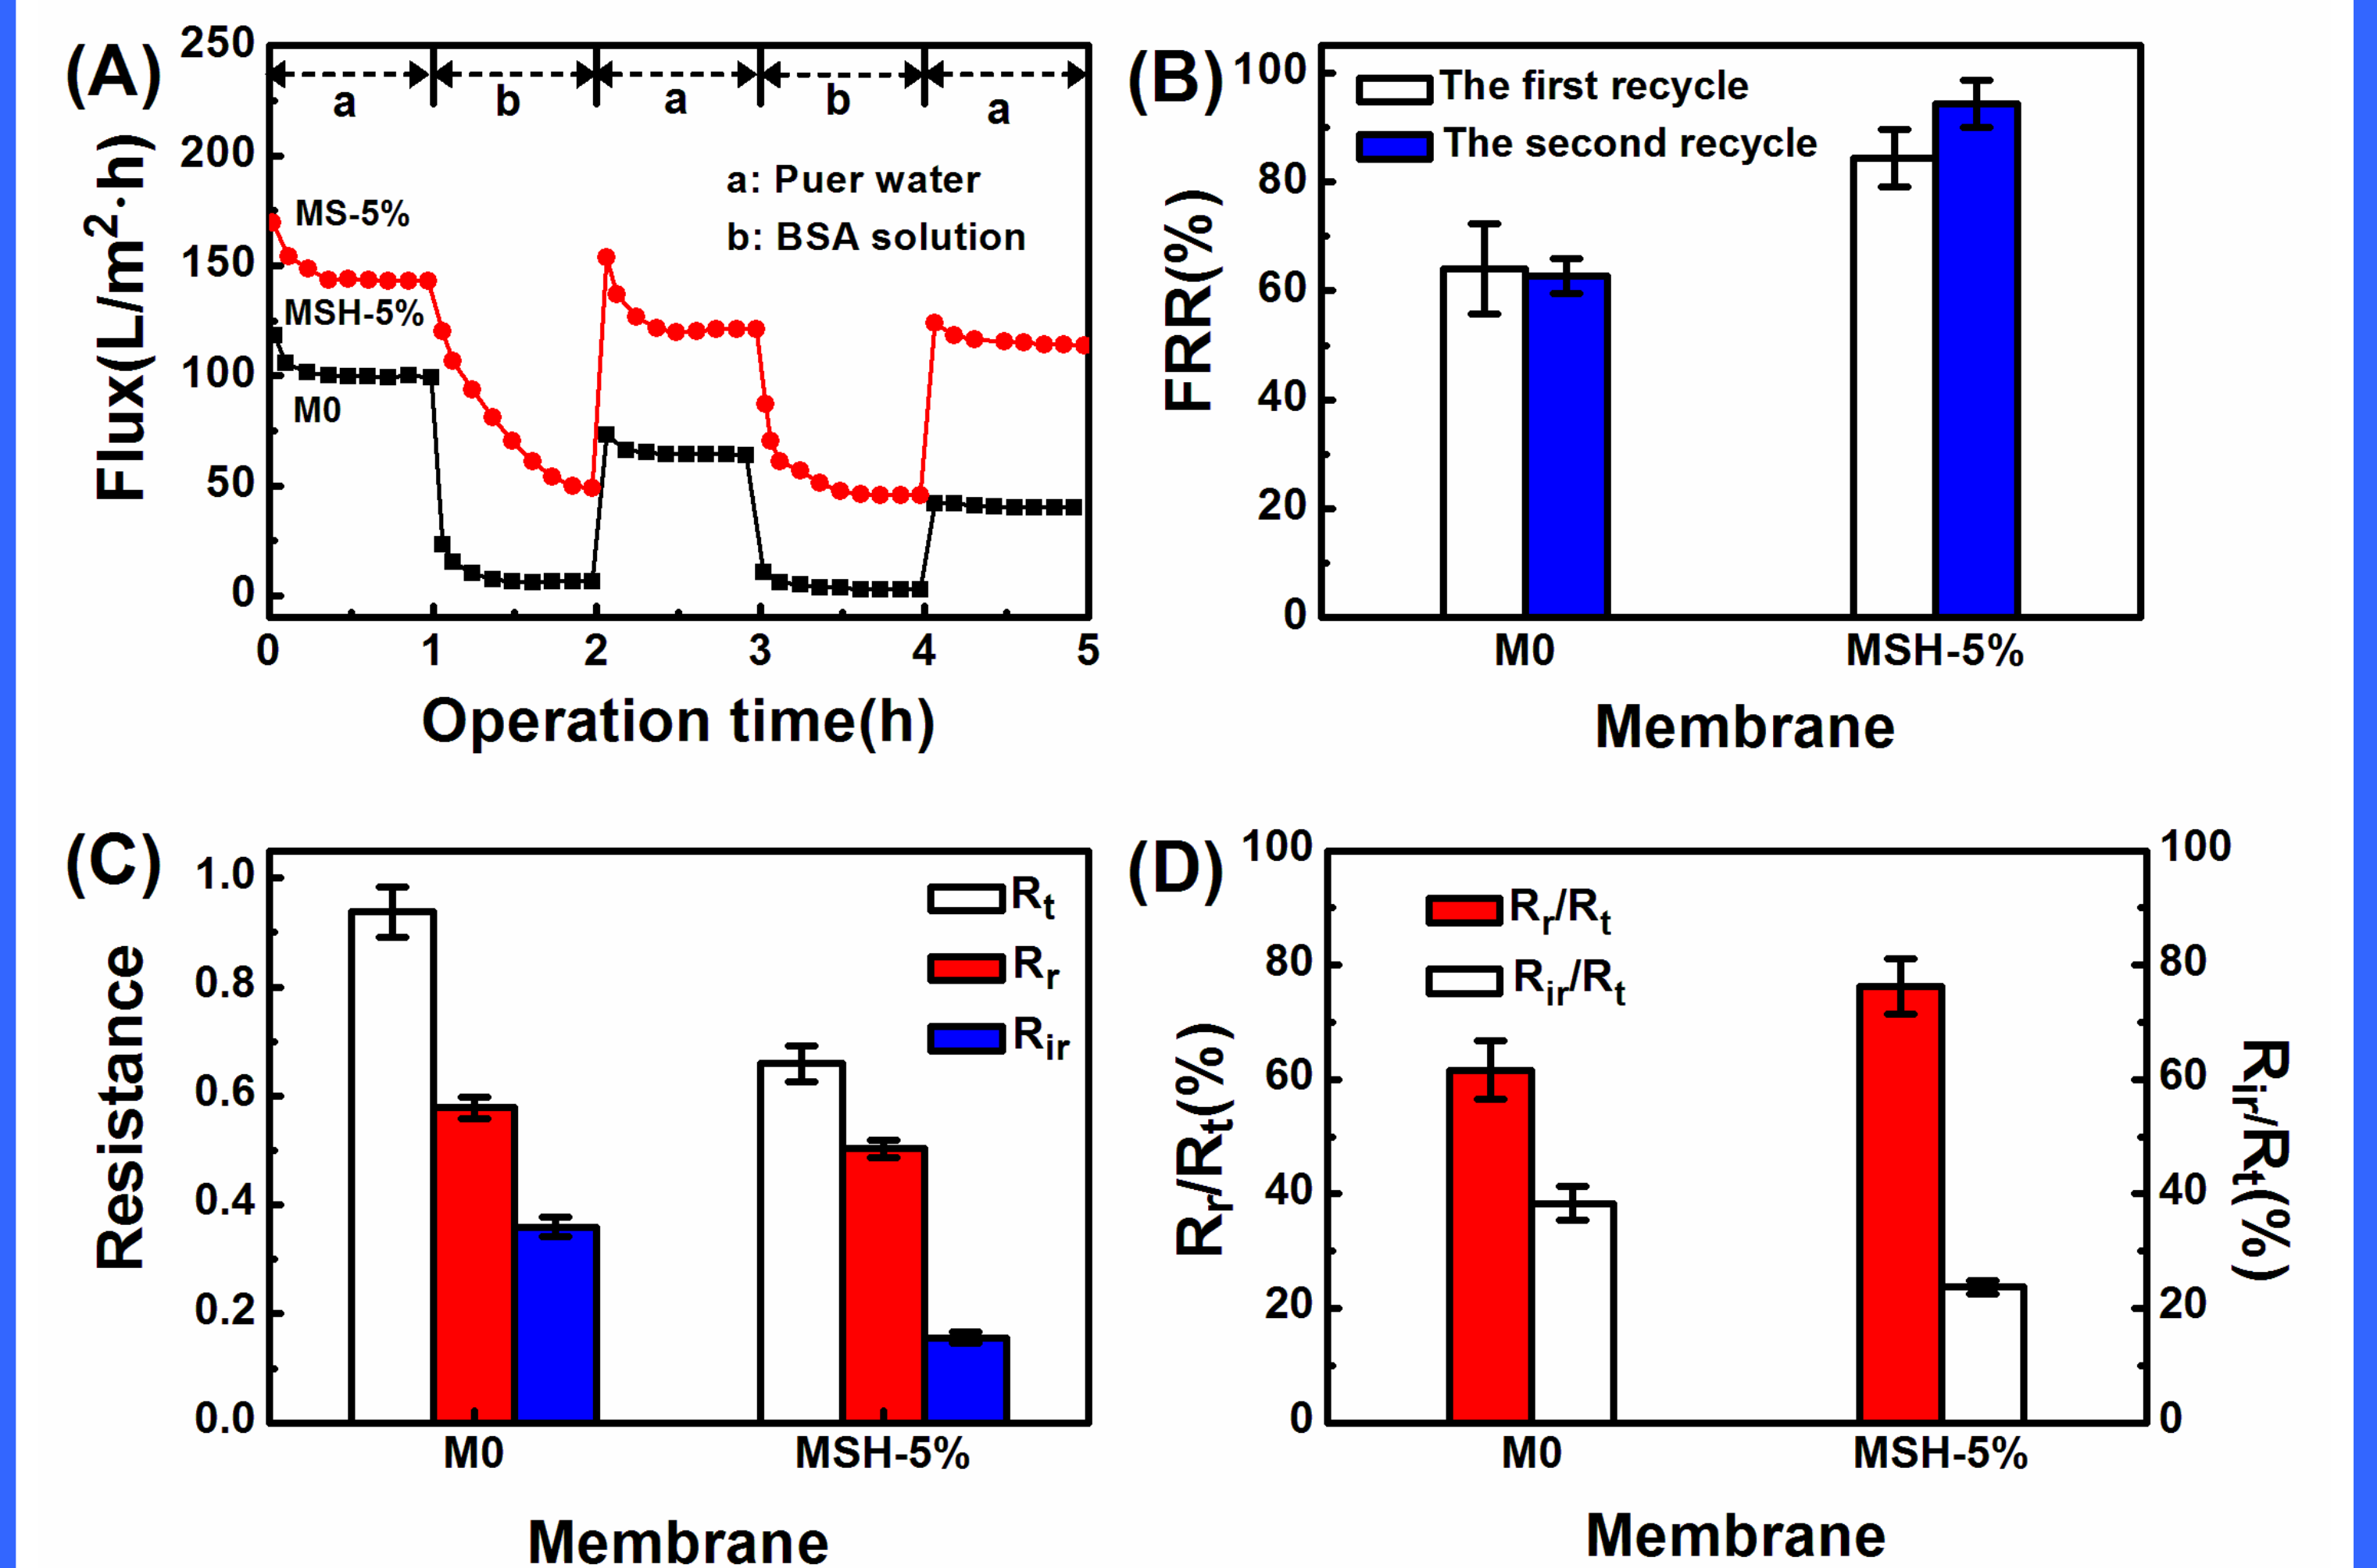 (A)
250
200
150
100
50
0
Flux(L/m²·h)
a
b
a
b
a
a: Puer water
b: BSA solution
MS-5%
MSH-5%
M0
0 1 2 3 4 5
Operation time(h)
(B)
100
80
60
40
20
0
FRR(%)
The first recycle
The second recycle
M0 MSH-5%
Membrane
(C)
1.0
0.8
0.6
0.4
0.2
0.0
Resistance
Rt
Rr
Rir
M0 MSH-5%
Membrane
(D)
100
80
60
40
20
0
Rr/Rt(%)
Rr/Rt
Rir/Rt
100
80
60
40
20
0
Rir/Rt(%)
M0 MSH-5%
Membrane